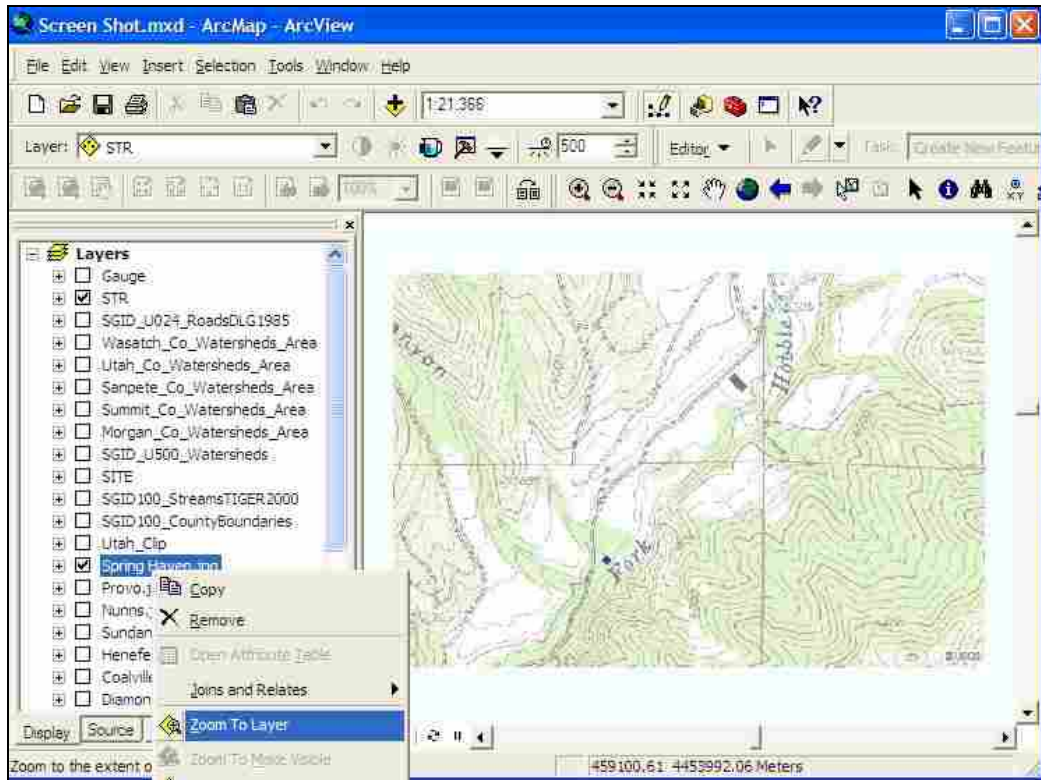 Screen Shot.mxd - ArcMap - ArcView
File Edit View Insert Selection Tools Window Help
1:21,366
Layer: STR 500 Editor Task: Create New Featu
100%
Layers
Gauge
STR
SGID_U024_RoadsDLG1985
Wasatch_Co_Watersheds_Area
Utah_Co_Watersheds_Area
Sanpete_Co_Watersheds_Area
Summit_Co_Watersheds_Area
Morgan_Co_Watersheds_Area
SGID_U500_Watersheds
SITE
SGID100_StreamsTIGER2000
SGID100_CountyBoundaries
Utah_Clip
Spring Haven.jpg
Provo.j
Nunns.
Sundan
Henefe
Coalville
Diamon
Copy
Remove
Open Attribute Table
Joins and Relates
Zoom To Layer
Zoom To Make Visible
Display Source
Zoom to the extent o
459100.61 4453992.06 Meters
anyon
Hobble
Fork